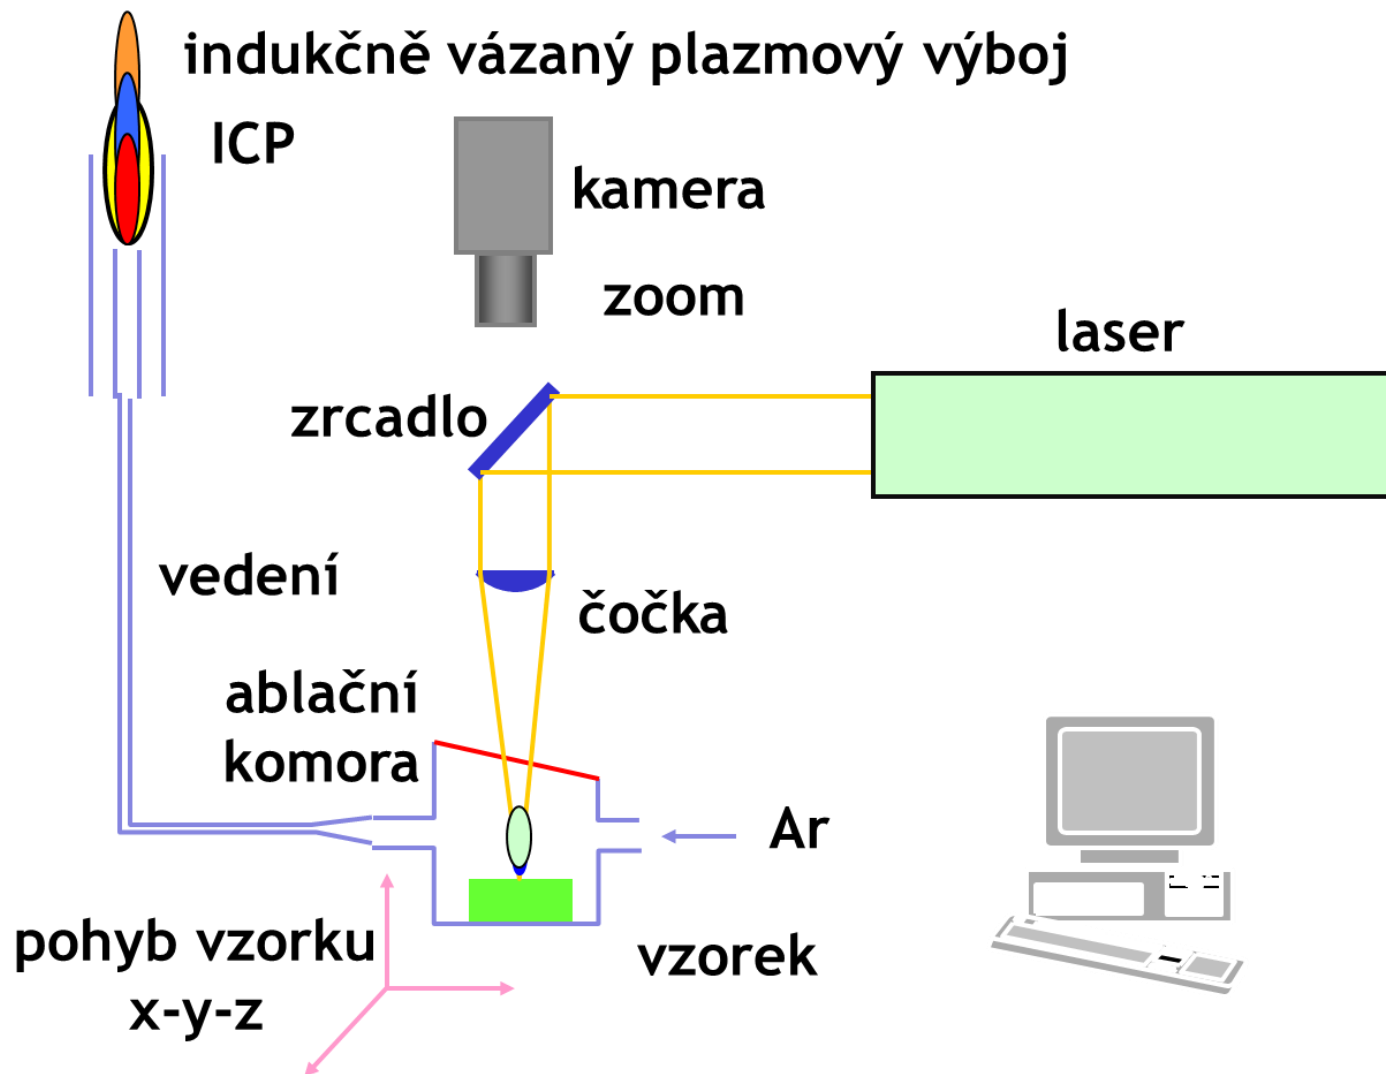 indukčně vázaný plazmový výboj
ICP
kamera
zoom
laser
zrcadlo
vedení
čočka
ablační
komora
Ar
pohyb vzorku
x-y-z
vzorek